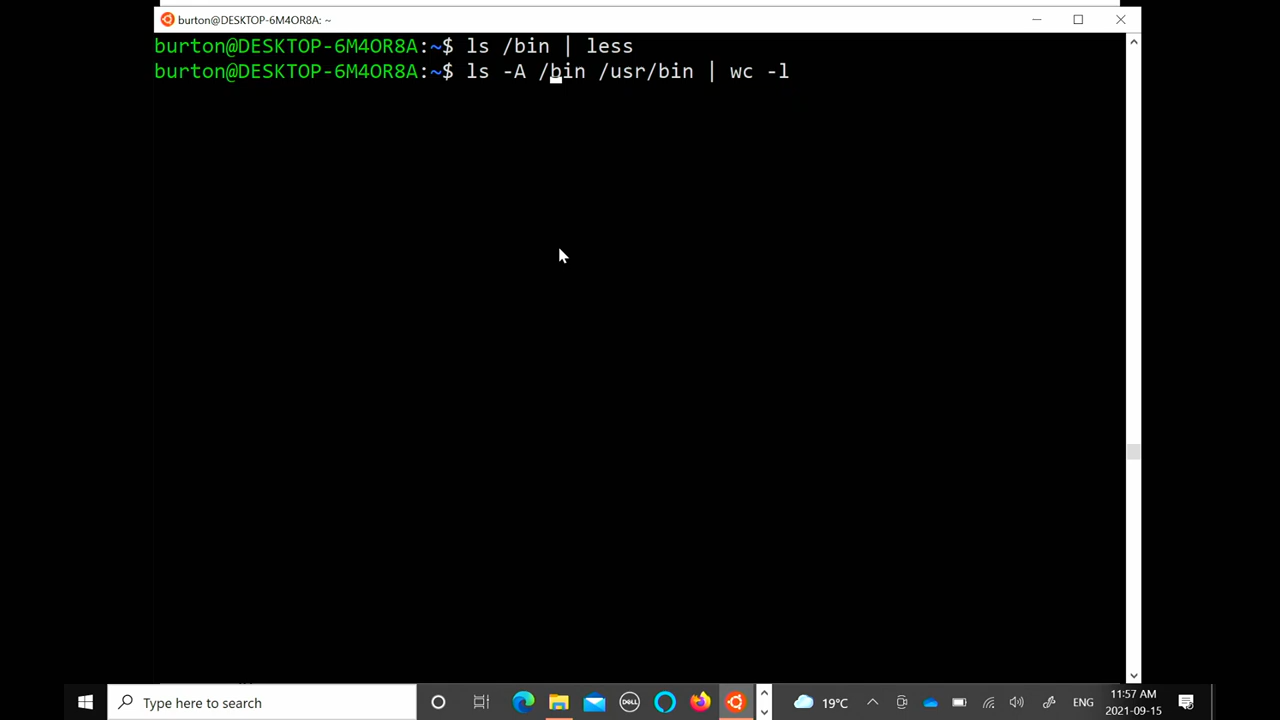 burton@DESKTOP-6M4OR8A: ~
burton@DESKTOP-6M4OR8A:~$ ls /bin | less
burton@DESKTOP-6M4OR8A:~$ ls -A /bin /usr/bin | wc -l
Type here to search
DELL
19°C
ENG
11:57 AM
2021-09-15